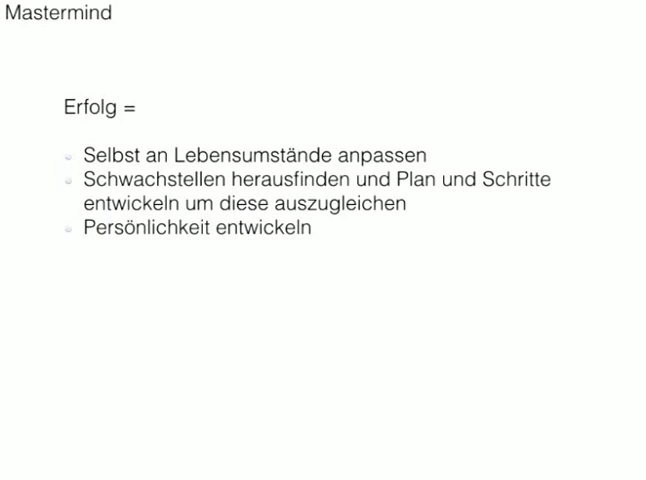 Mastermind
Erfolg =
Selbst an Lebensumstände anpassen
Schwachstellen herausfinden und Plan und Schritte
entwickeln um diese auszugleichen
Persönlichkeit entwickeln